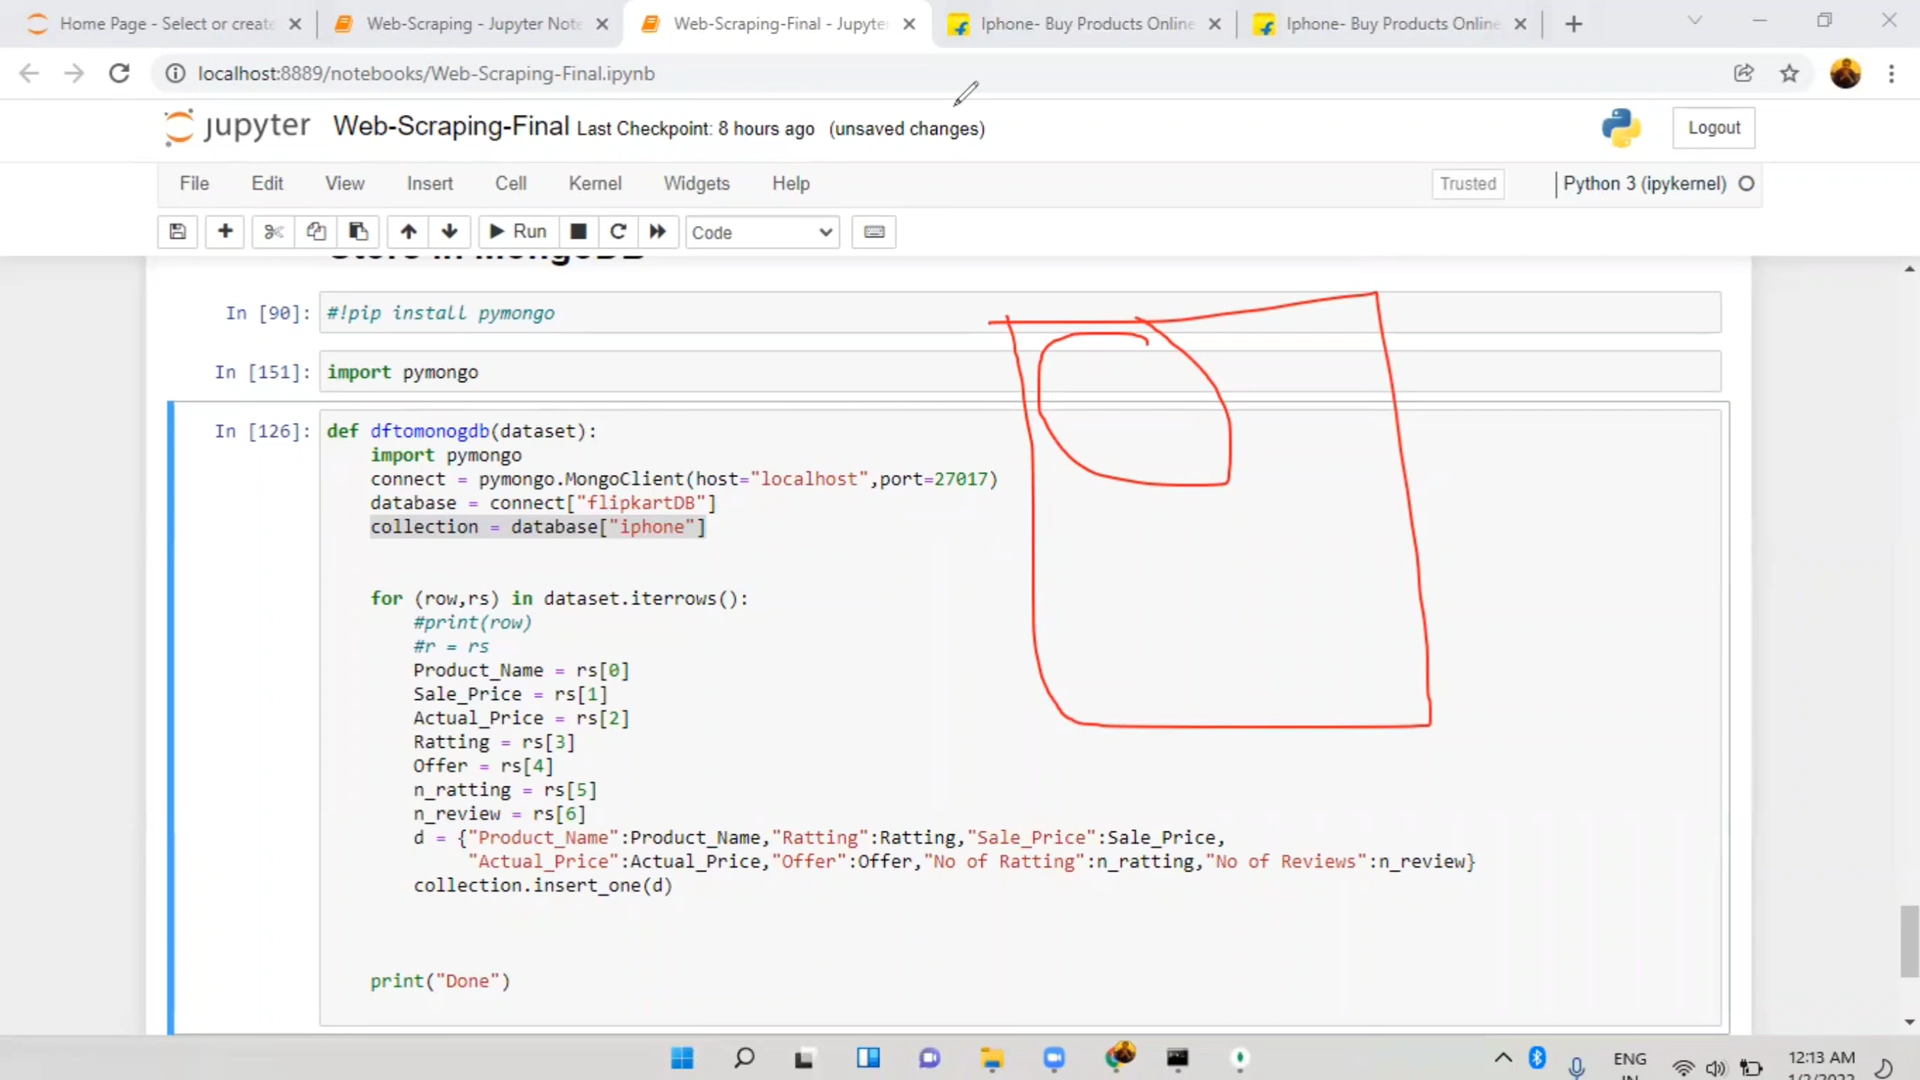 Home Page - Select or create
Web-Scraping - Jupyter Note
Web-Scraping-Final - Jupyter
Iphone- Buy Products Online
Iphone- Buy Products Online
localhost:8889/notebooks/Web-Scraping-Final.ipynb
jupyter Web-Scraping-Final Last Checkpoint: 8 hours ago (unsaved changes)
Logout
File Edit View Insert Cell Kernel Widgets Help
Trusted
Python 3 (ipykernel)
Run
Code
Store in MongoDB
In [90]: #!pip install pymongo
In [151]: import pymongo
In [126]: def dftomonogdb(dataset):
import pymongo
connect = pymongo.MongoClient(host="localhost",port=27017)
database = connect["flipkartDB"]
collection = database["iphone"]
for (row,rs) in dataset.iterrows():
#print(row)
#r = rs
Product_Name = rs[0]
Sale_Price = rs[1]
Actual_Price = rs[2]
Ratting = rs[3]
Offer = rs[4]
n_ratting = rs[5]
n_review = rs[6]
d = {"Product_Name":Product_Name,"Ratting":Ratting,"Sale_Price":Sale_Price,
"Actual_Price":Actual_Price,"Offer":Offer,"No of Ratting":n_ratting,"No of Reviews":n_review}
collection.insert_one(d)
print("Done")
ENG
12:13 AM